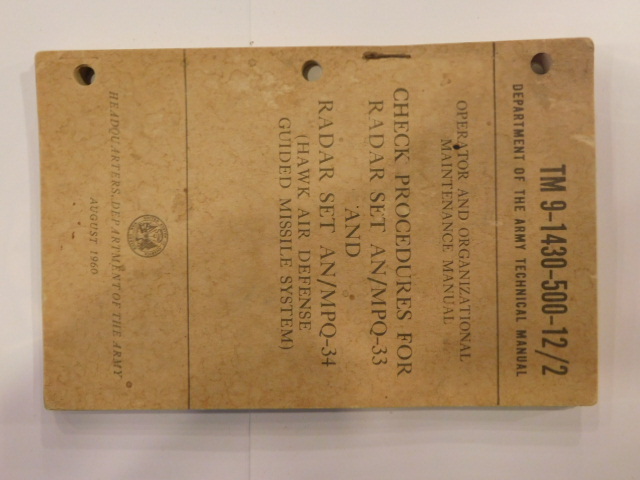 TM 9-1430-500-12/2
DEPARTMENT OF THE ARMY TECHNICAL MANUAL
OPERATOR AND ORGANIZATIONAL
MAINTENANCE MANUAL
CHECK PROCEDURES FOR
RADAR SET AN/MPQ-33
AND
RADAR SET AN/MPQ-34
(HAWK AIR DEFENSE
GUIDED MISSILE SYSTEM)
HEADQUARTERS, DEPARTMENT OF THE ARMY
AUGUST 1960